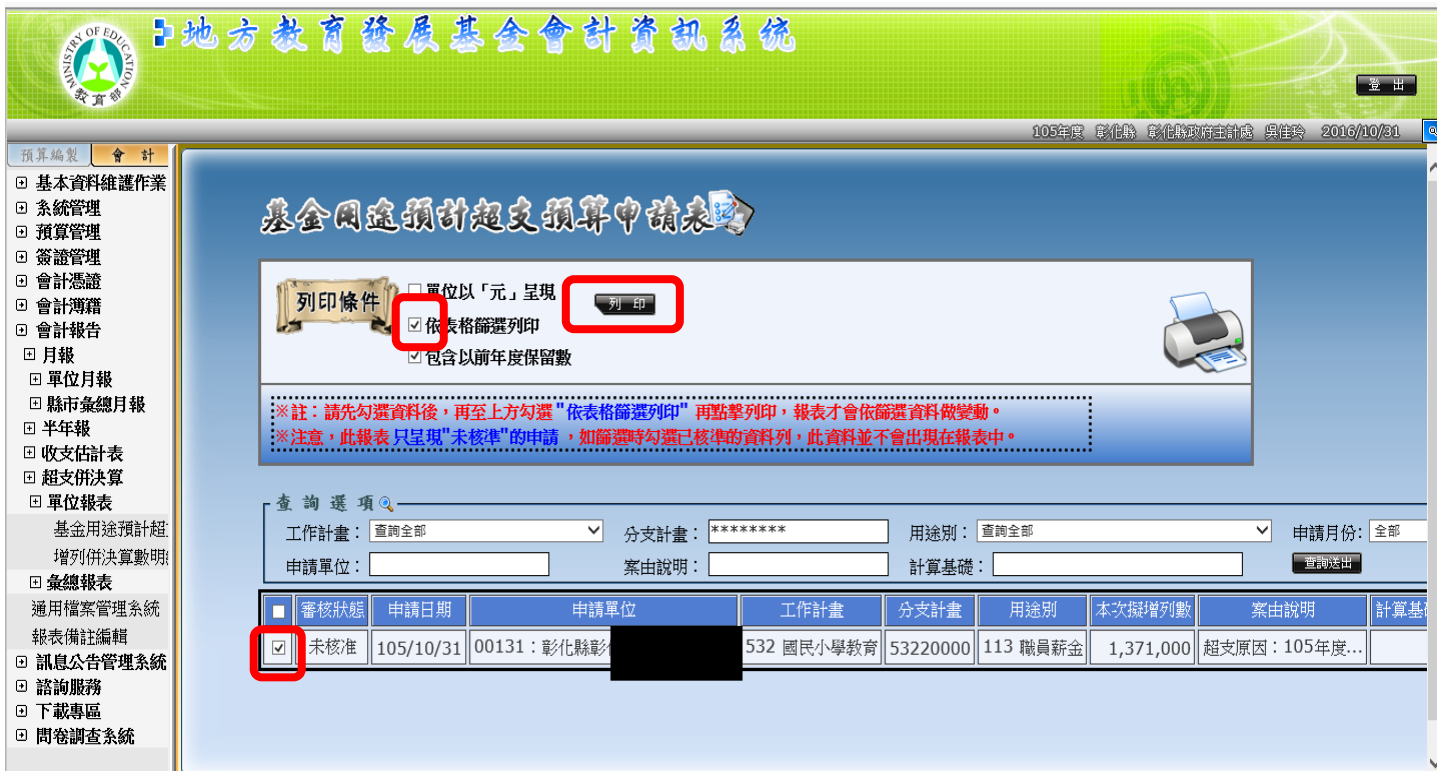 MINISTRY OF EDUCATION
教育部
地方教育發展基金會計資訊系統
登 出
105年度 彰化縣 彰化縣政府主計處 吳佳玲 2016/10/31
預算編製 會 計
基本資料維護作業
系統管理
預算管理
簽證管理
會計憑證
會計簿籍
會計報告
月報
單位月報
縣市彙總月報
半年報
收支估計表
超支併決算
單位報表
基金用途預計超
增列併決算數明
彙總報表
通用檔案管理系統
報表備註編輯
訊息公告管理系統
諮詢服務
下載專區
問卷調查系統
基金用途預計超支預算申請表
列印條件
單位以「元」呈現
列 印
依表格篩選列印
包含以前年度保留數
※註：請先勾選資料後，再至上方勾選"依表格篩選列印" 再點擊列印，報表才會依篩選資料做變動。
※注意，此報表 只呈現"未核準"的申請 ，如篩選時勾選已核準的資料列，此資料並不會出現在報表中。
查 詢 選 項
工作計畫： 查詢全部 分支計畫： ******** 用途別： 查詢全部 申請月份: 全部
申請單位： 案由說明： 計算基礎： 查詢送出
審核狀態 申請日期 申請單位 工作計畫 分支計畫 用途別 本次擬增列數 案由說明 計算基
未核准 105/10/31 00131：彰化縣彰 532 國民小學教育 53220000 113 職員薪金 1,371,000 超支原因：105年度...